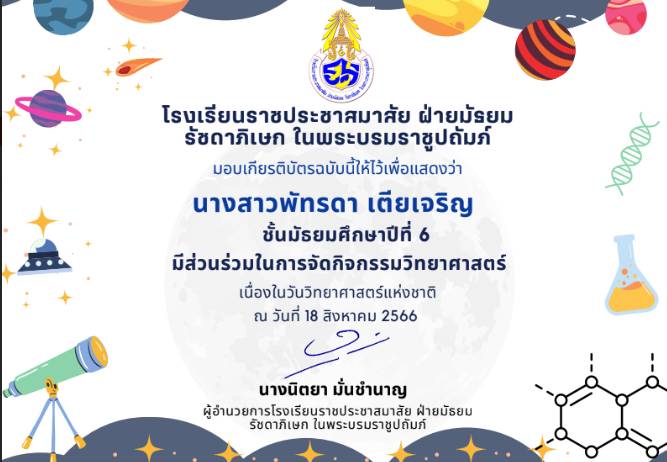 โรงเรียนราชประชาสมาสัย ฝ่ายมัธยม
รัชดาภิเษก ในพระบรมราชูปถัมภ์
มอบเกียรติบัตรฉบับนี้ให้ไว้เพื่อแสดงว่า
นางสาวพัทรดา เตียเจริญ
ชั้นมัธยมศึกษาปีที่ 6
มีส่วนร่วมในการจัดกิจกรรมวิทยาศาสตร์
เนื่องในวันวิทยาศาสตร์แห่งชาติ
ณ วันที่ 18 สิงหาคม 2566
นางนิตยา มั่นชำนาญ
ผู้อำนวยการโรงเรียนราชประชาสมาสัย ฝ่ายมัธยม
รัชดาภิเษก ในพระบรมราชูปถัมภ์